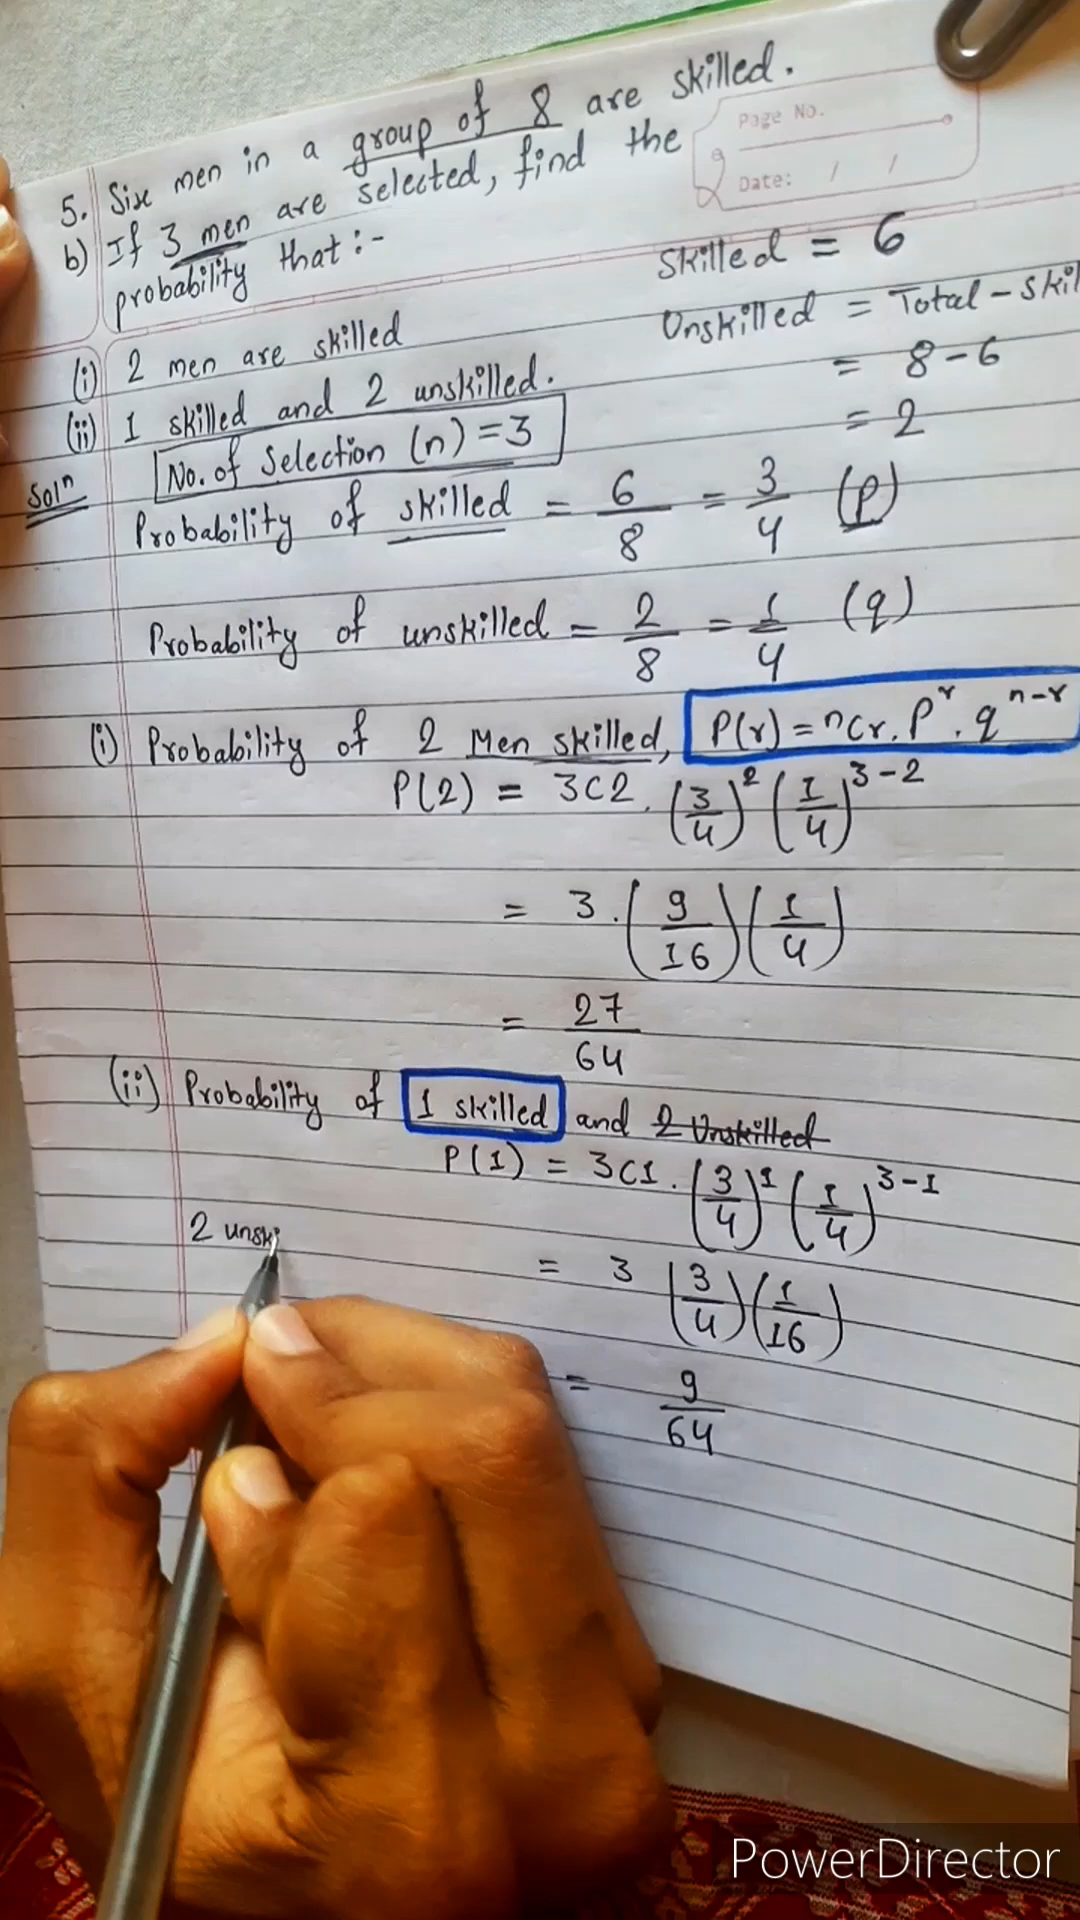 5. Six men in a group of 8 are skilled.
b) If 3 men are selected, find the
probability that :-
Page No.
Date: / /
Skilled = 6
Unskilled = Total - skil
= 8 - 6
= 2
(i) 2 men are skilled
(ii) 1 skilled and 2 unskilled.
Solⁿ No. of Selection (n) = 3
Probability of skilled = 6/8 = 3/4 (p)
Probability of unskilled = 2/8 = 1/4 (q)
(i) Probability of 2 Men skilled, P(r) = ⁿCr. P^r . q^(n-r)
P(2) = 3C2. (3/4)^2 (1/4)^(3-2)
= 3. (9/16) (1/4)
= 27/64
(ii) Probability of 1 skilled and 2 Unskilled
P(1) = 3C1. (3/4)^1 (1/4)^(3-1)
2 unski
= 3 (3/4) (1/16)
= 9/64
PowerDirector